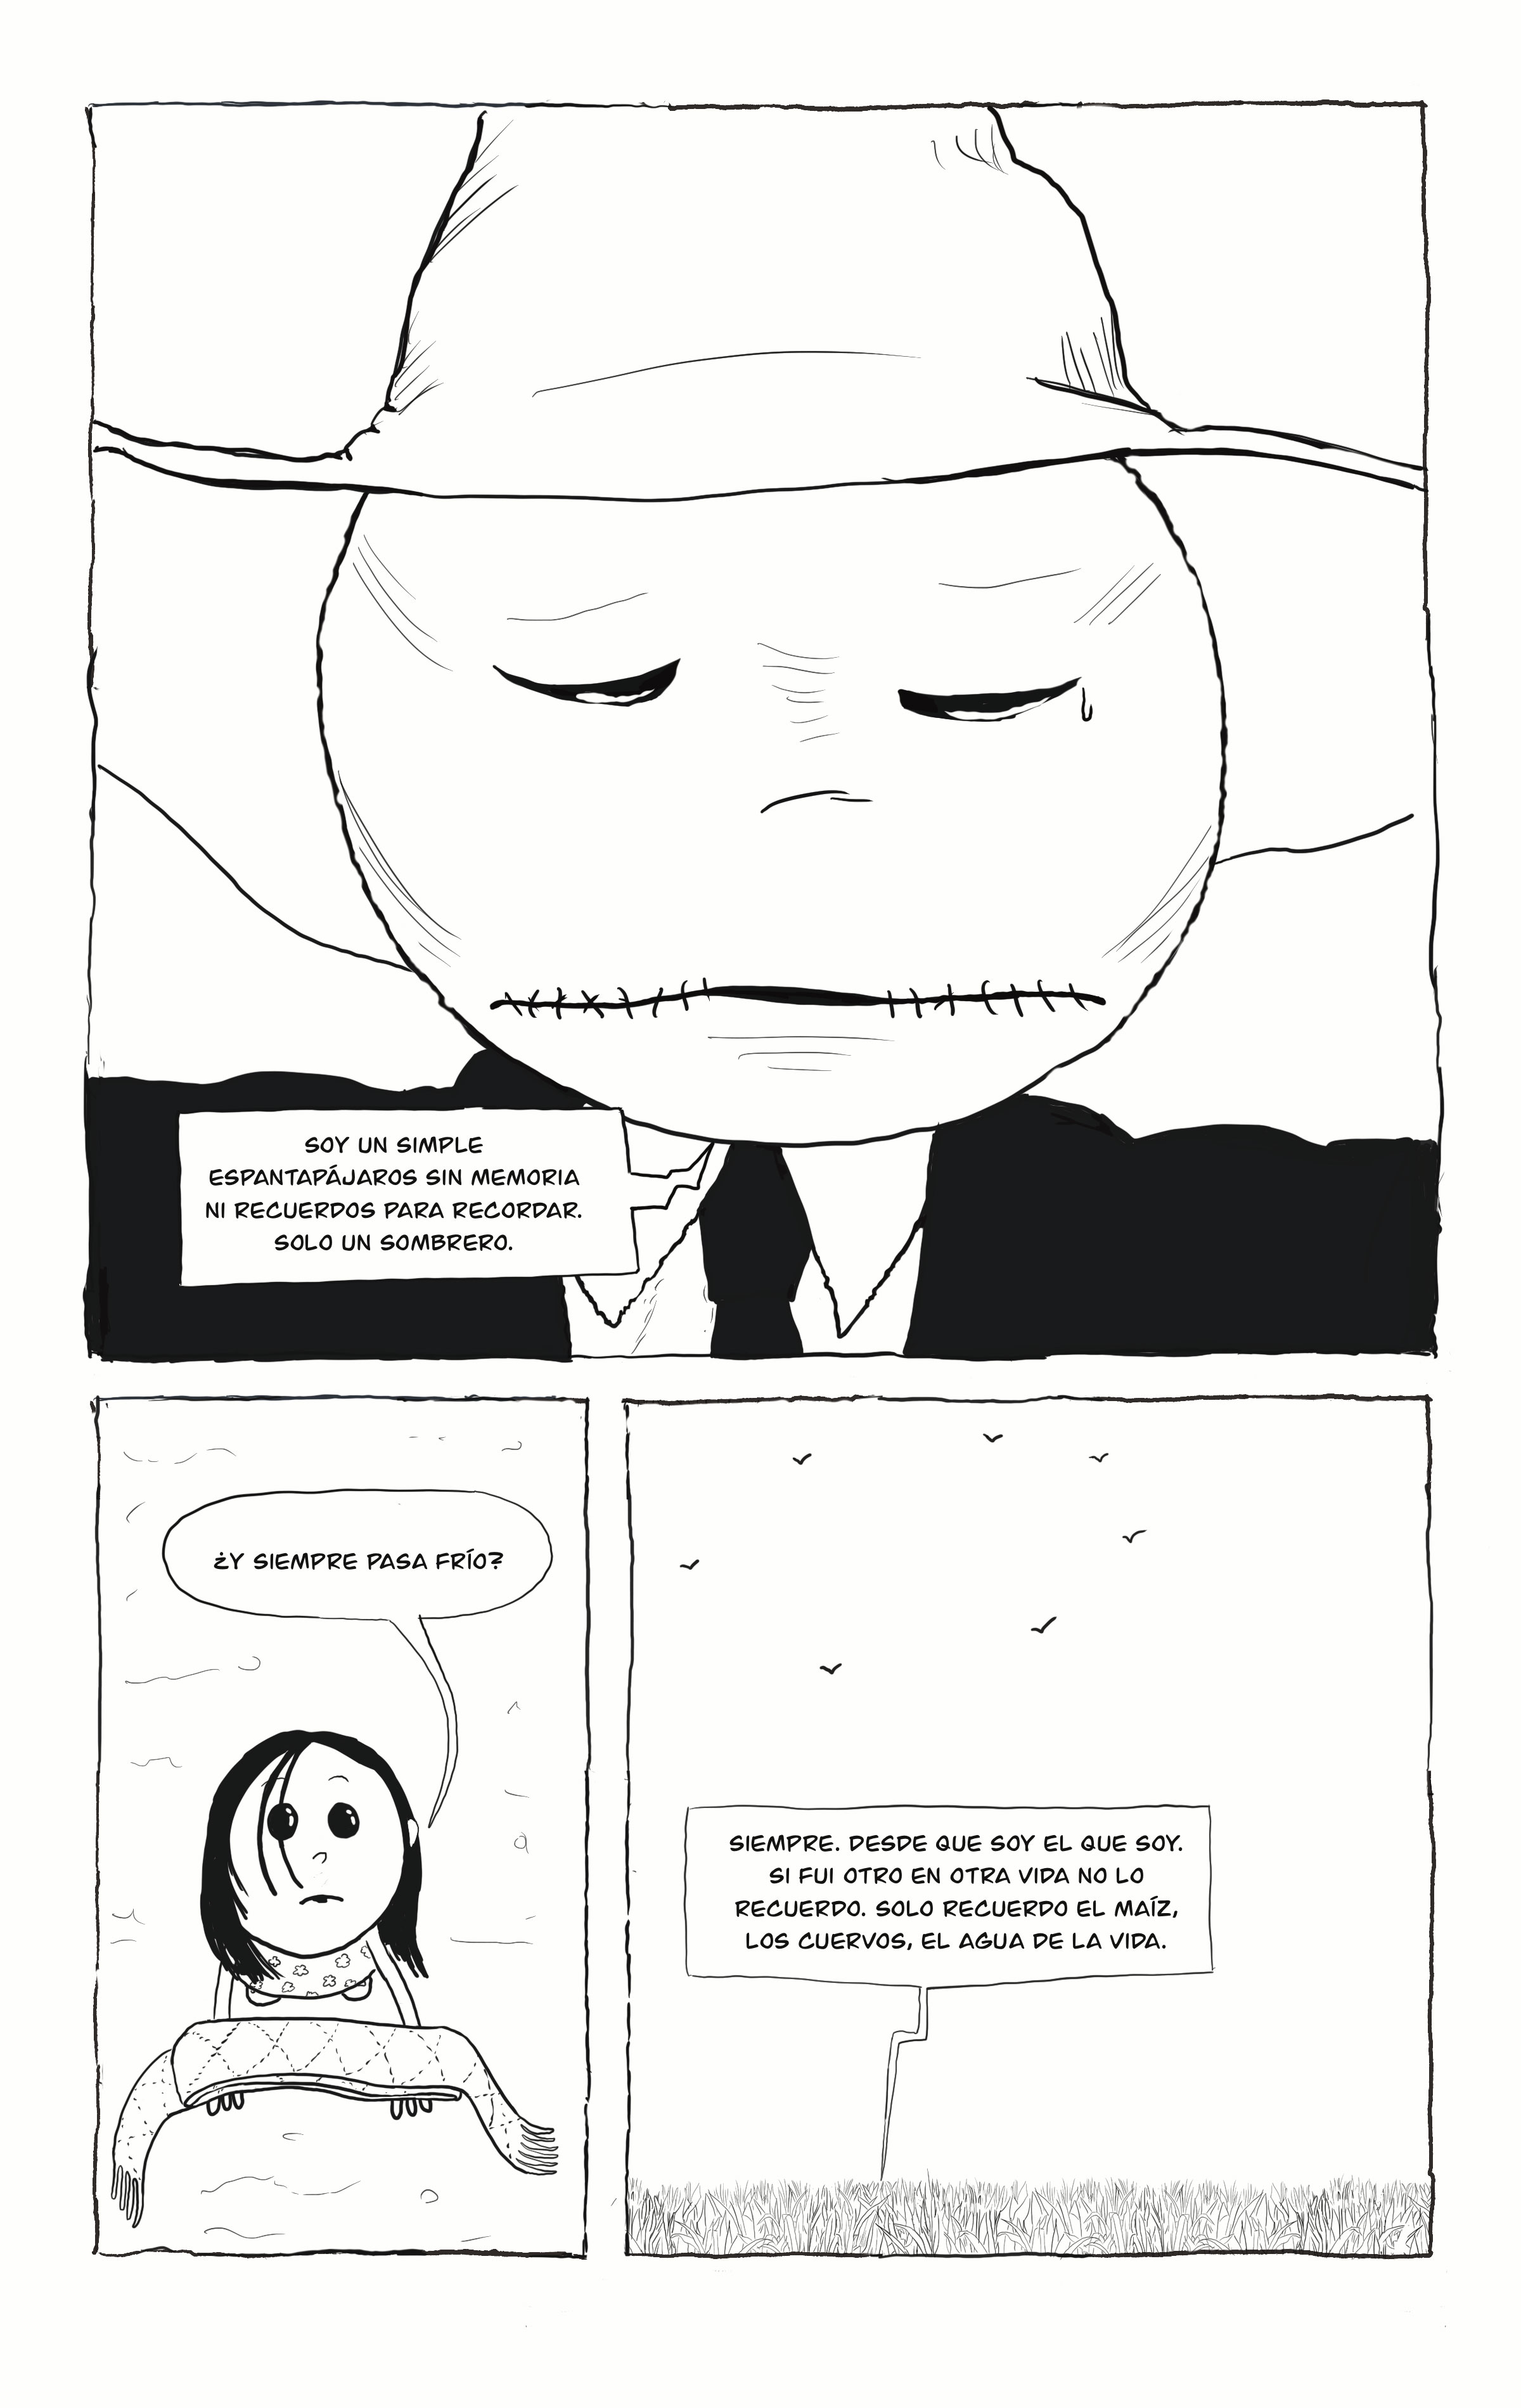 SOY UN SIMPLE
ESPANTAPÁJAROS SIN MEMORIA
NI RECUERDOS PARA RECORDAR.
SOLO UN SOMBRERO.
¿Y SIEMPRE PASA FRÍO?
SIEMPRE. DESDE QUE SOY EL QUE SOY.
SI FUI OTRO EN OTRA VIDA NO LO
RECUERDO. SOLO RECUERDO EL MAÍZ,
LOS CUERVOS, EL AGUA DE LA VIDA.